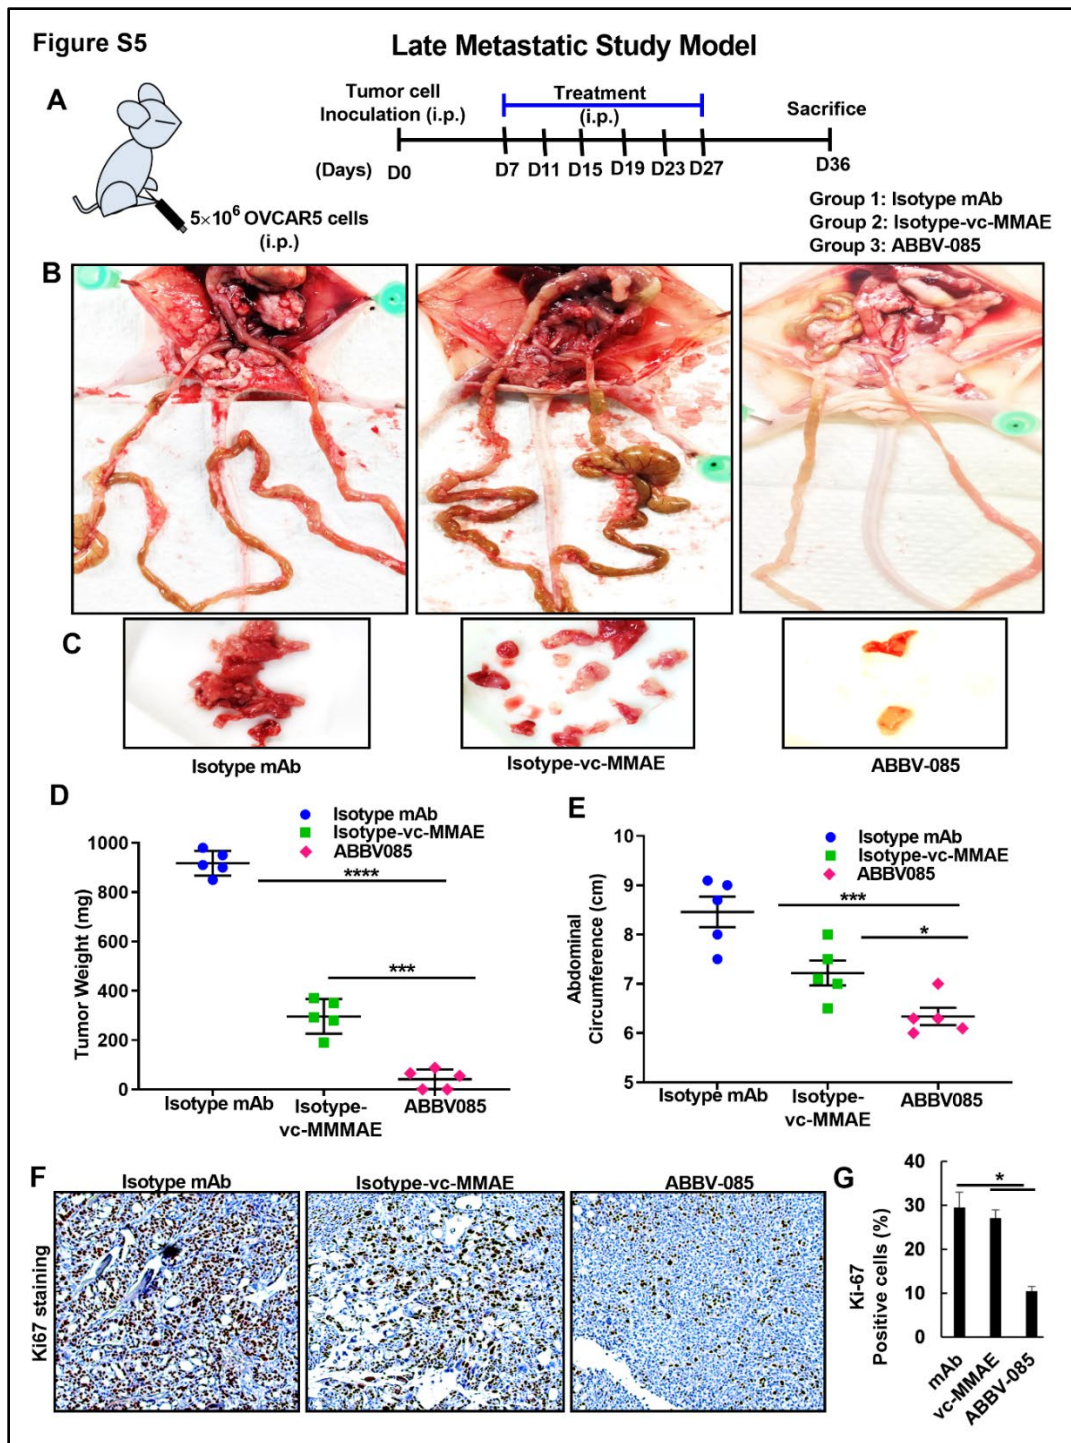 Figure S5
Late Metastatic Study Model
A
Tumor cell
Inoculation (i.p.)
Treatment
(i.p.)
Sacrifice
(Days)
D0
D7
D11
D15
D19
D23
D27
D36
5×10⁶ OVCAR5 cells
(i.p.)
Group 1: Isotype mAb
Group 2: Isotype-vc-MMAE
Group 3: ABBV-085
B
C
Isotype mAb
Isotype-vc-MMAE
ABBV-085
D
Isotype mAb
Isotype-vc-MMAE
ABBV085
Tumor Weight (mg)
1000
800
600
400
200
0
****
***
Isotype mAb
Isotype-
vc-MMMAE
ABBV085
E
Isotype mAb
Isotype-vc-MMAE
ABBV085
Abdominal
Circumference (cm)
10
9
8
7
6
5
***
*
Isotype mAb
Isotype-
vc-MMAE
ABBV085
F
Isotype mAb
Isotype-vc-MMAE
ABBV-085
Ki67 staining
G
Ki-67
Positive cells (%)
40
30
20
10
0
*
mAb
vc-MMAE
ABBV-085